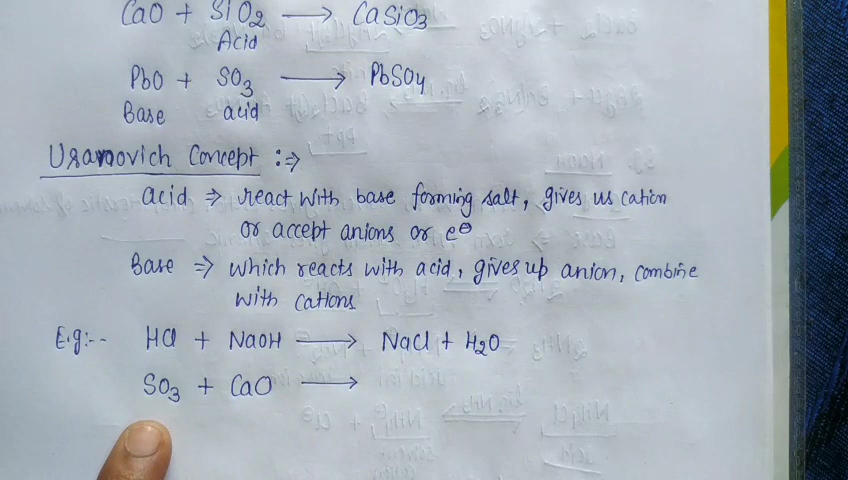 CaO + SiO2 ⟶ CaSiO3
Acid
PbO + SO3 ⟶ PbSO4
Base acid
Usanovich Concept :⇒
acid ⇒ react with base forming salt, gives us cation
or accept anions or e⊖
Base ⇒ which reacts with acid, gives up anion, combine
with cations
E.g:-- HCl + NaOH ⟶ NaCl + H2O
SO3 + CaO ⟶